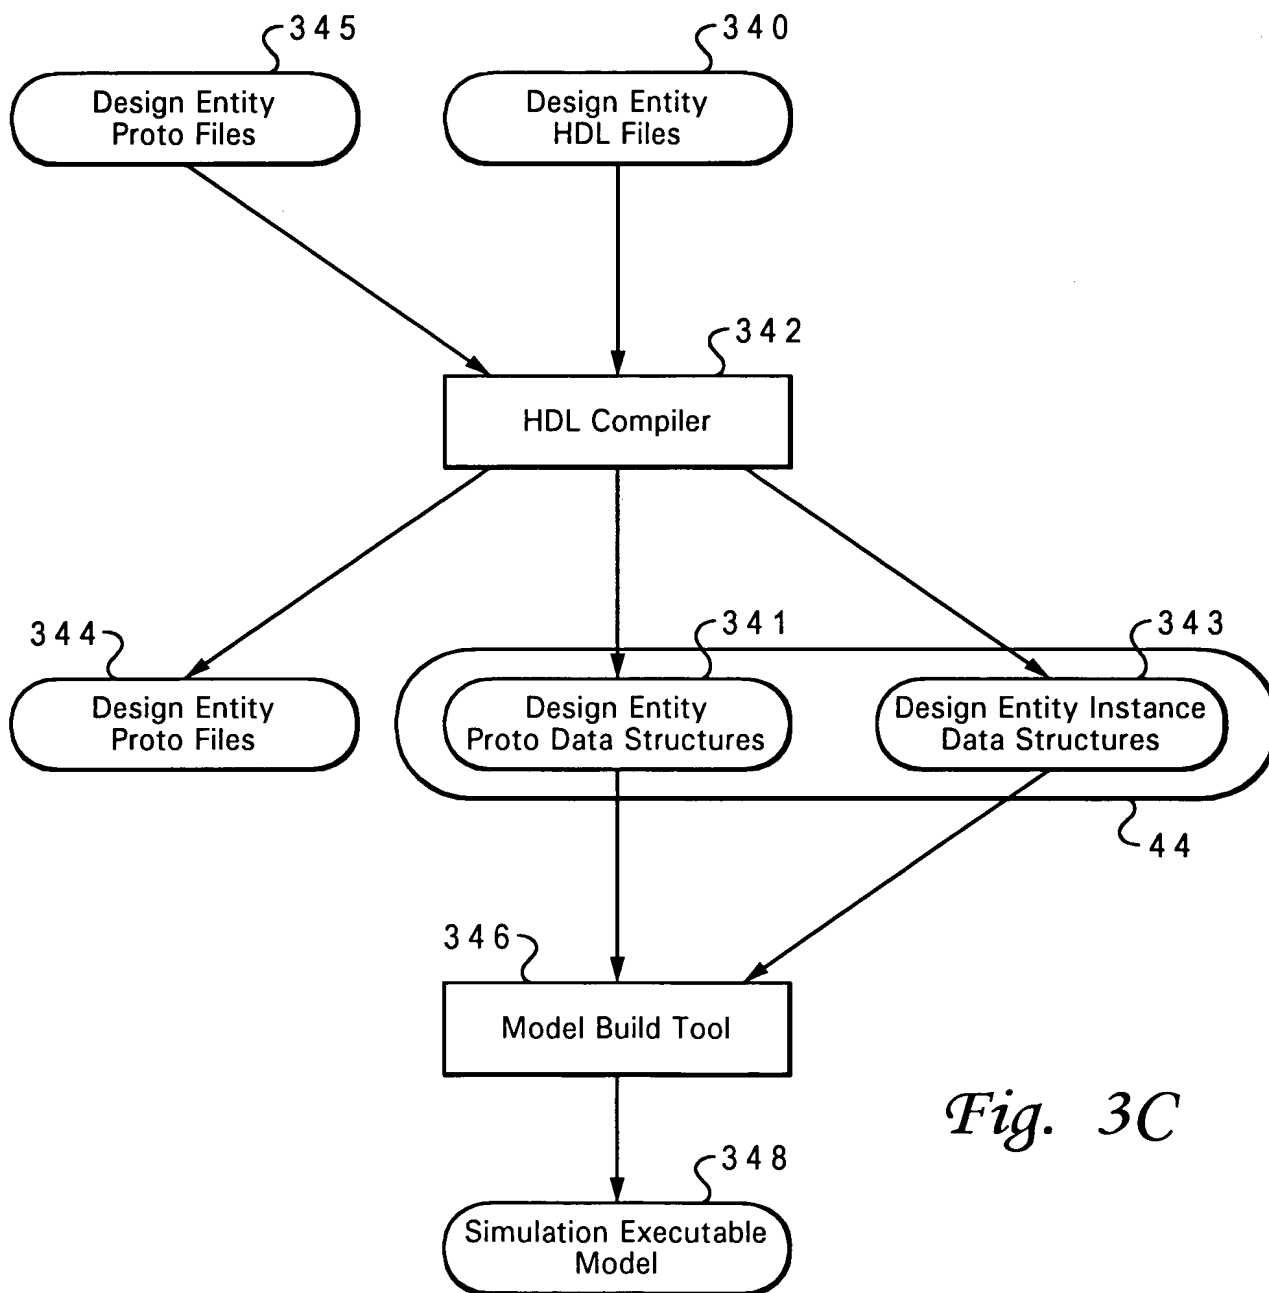 345
340
Design Entity
Proto Files
Design Entity
HDL Files
342
HDL Compiler
344
341
343
Design Entity
Proto Files
Design Entity
Proto Data Structures
Design Entity Instance
Data Structures
44
346
Model Build Tool
Fig. 3C
348
Simulation Executable
Model